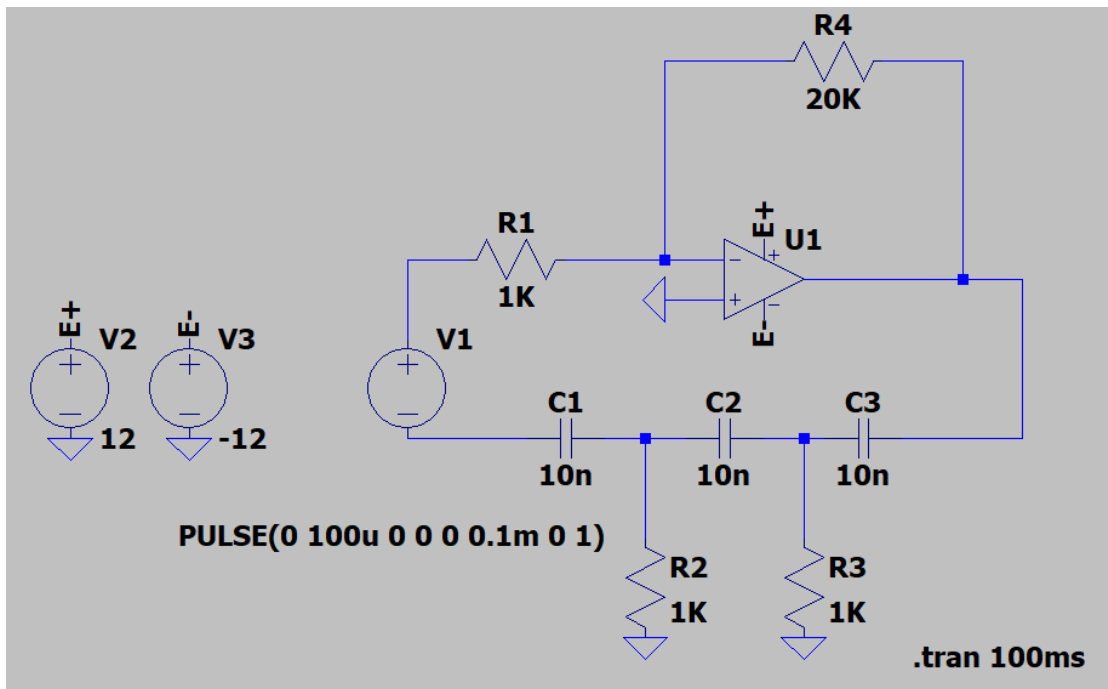 R4
20K
R1
1K
E+
U1
E-
E+
V2
12
E-
V3
-12
V1
C1
10n
C2
10n
C3
10n
PULSE(0 100u 0 0 0 0.1m 0 1)
R2
1K
R3
1K
.tran 100ms